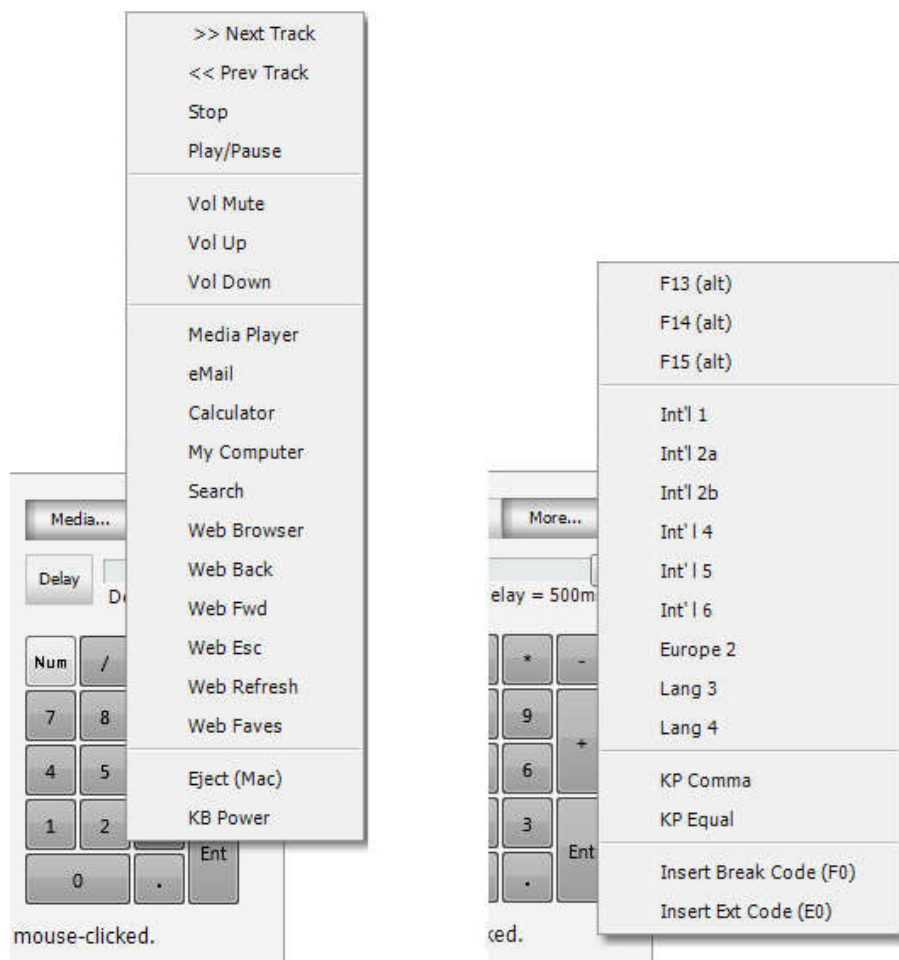 >> Next Track
<< Prev Track
Stop
Play/Pause
Vol Mute
Vol Up
Vol Down
Media Player
eMail
Calculator
My Computer
Search
Web Browser
Web Back
Web Fwd
Web Esc
Web Refresh
Web Faves
Eject (Mac)
KB Power
Media...
Delay
Num /
7 8
4 5
1 2
Ent
0 .
mouse-clicked.
F13 (alt)
F14 (alt)
F15 (alt)
Int'l 1
Int'l 2a
Int'l 2b
Int' l 4
Int' l 5
Int' l 6
Europe 2
Lang 3
Lang 4
KP Comma
KP Equal
Insert Break Code (F0)
Insert Ext Code (E0)
More...
elay = 500m
* -
9
+
6
3
Ent
.
ked.